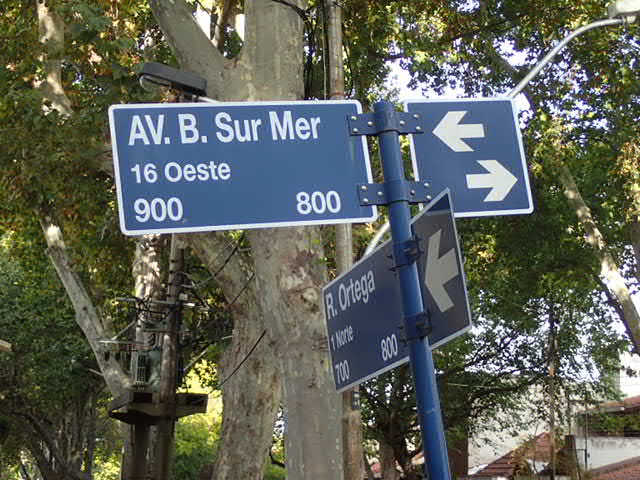 AV. B. Sur Mer
16 Oeste
900 800
R. Ortega
1 Norte
700 800